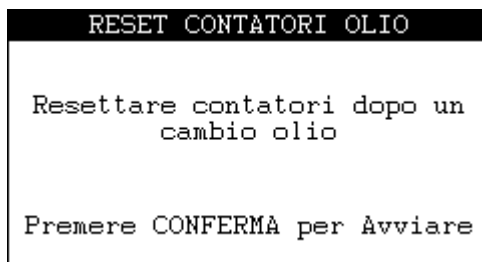 RESET CONTATORI OLIO
Resettare contatori dopo un
cambio olio
Premere CONFERMA per Avviare